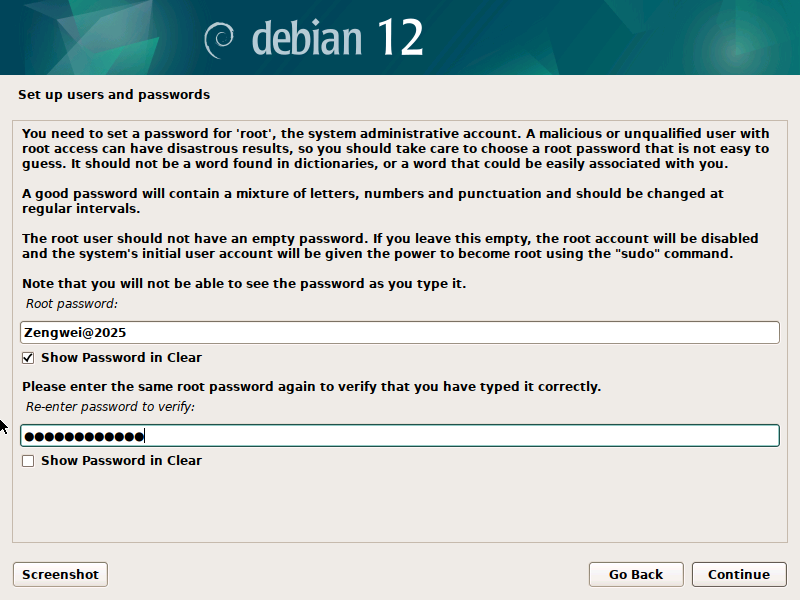 debian 12
Set up users and passwords
You need to set a password for 'root', the system administrative account. A malicious or unqualified user with
root access can have disastrous results, so you should take care to choose a root password that is not easy to
guess. It should not be a word found in dictionaries, or a word that could be easily associated with you.
A good password will contain a mixture of letters, numbers and punctuation and should be changed at
regular intervals.
The root user should not have an empty password. If you leave this empty, the root account will be disabled
and the system's initial user account will be given the power to become root using the "sudo" command.
Note that you will not be able to see the password as you type it.
Root password:
Zengwei@2025
Show Password in Clear
Please enter the same root password again to verify that you have typed it correctly.
Re-enter password to verify:
●●●●●●●●●●●●
Show Password in Clear
Screenshot
Go Back
Continue